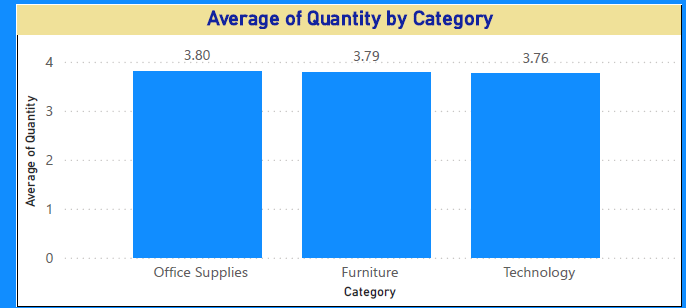 Average of Quantity by Category
Average of Quantity
4
3
2
1
0
3.80
3.79
3.76
Office Supplies
Furniture
Technology
Category